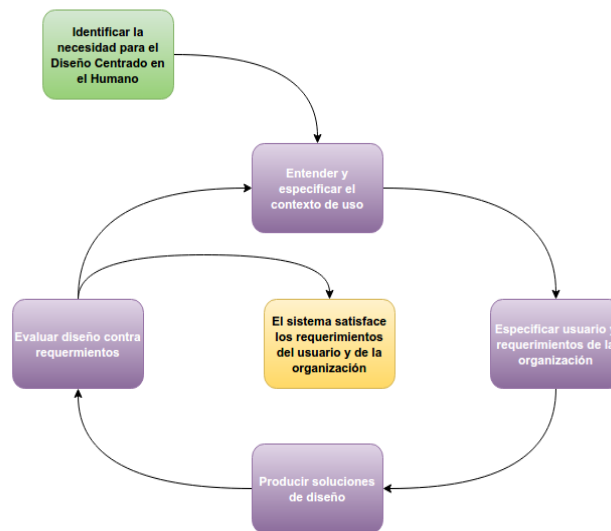 Identificar la
necesidad para el
Diseño Centrado en
el Humano
Entender y
especificar el
contexto de uso
Evaluar diseño contra
requermientos
El sistema satisface
los requerimientos
del usuario y de la
organización
Especificar usuario y
requerimientos de la
organización
Producir soluciones
de diseño